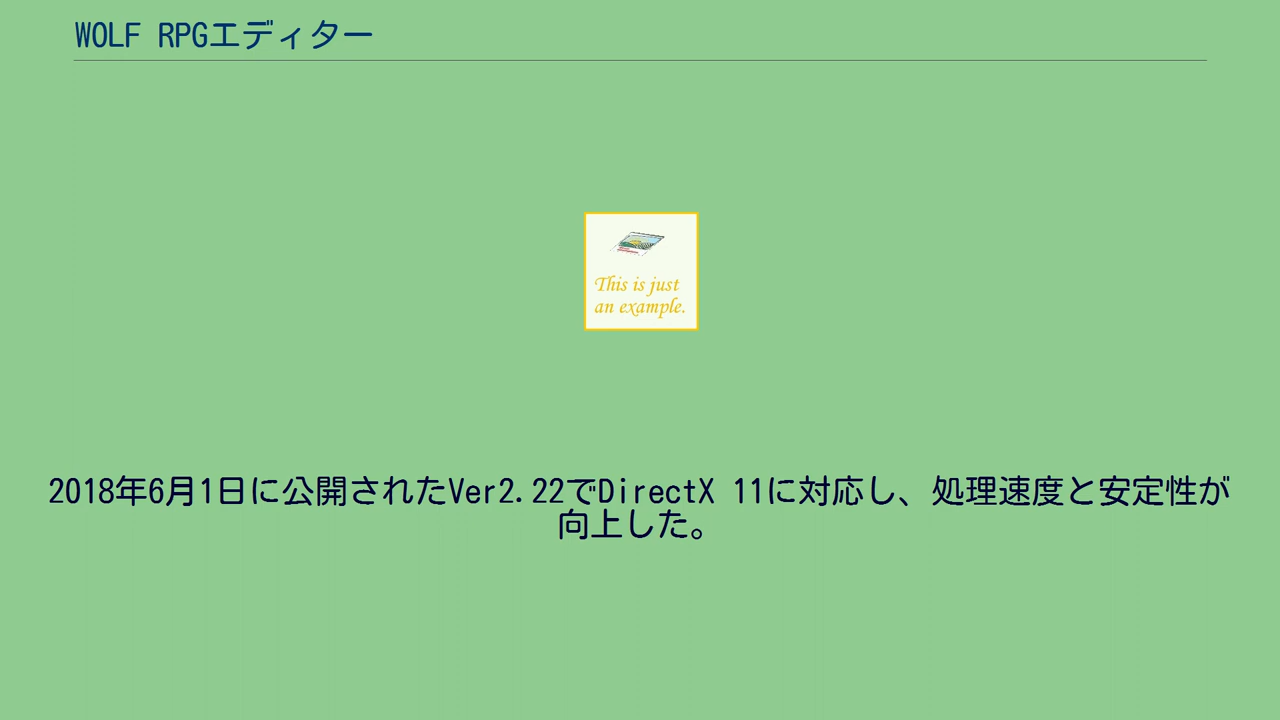 WOLF RPGエディター
This is just
an example.
2018年6月1日に公開されたVer2.22でDirectX 11に対応し、処理速度と安定性が
向上した。